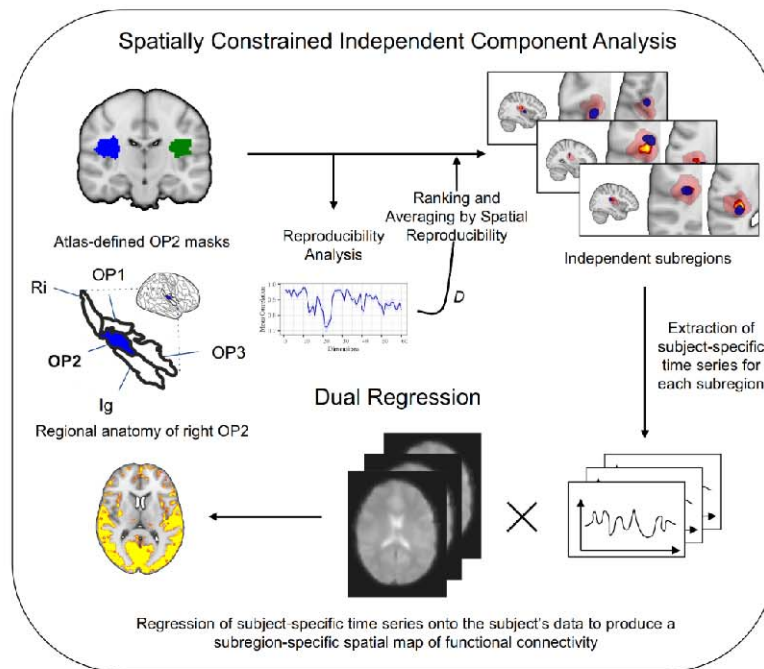 Spatially Constrained Independent Component Analysis
Atlas-defined OP2 masks
Reproducibility
Analysis
Ranking and
Averaging by Spatial
Reproducibility
Independent subregions
D
Mean Correlation
Dimensions
Ri
OP1
OP2
OP3
Ig
Regional anatomy of right OP2
Extraction of
subject-specific
time series for
each subregion
Dual Regression
Regression of subject-specific time series onto the subject's data to produce a
subregion-specific spatial map of functional connectivity